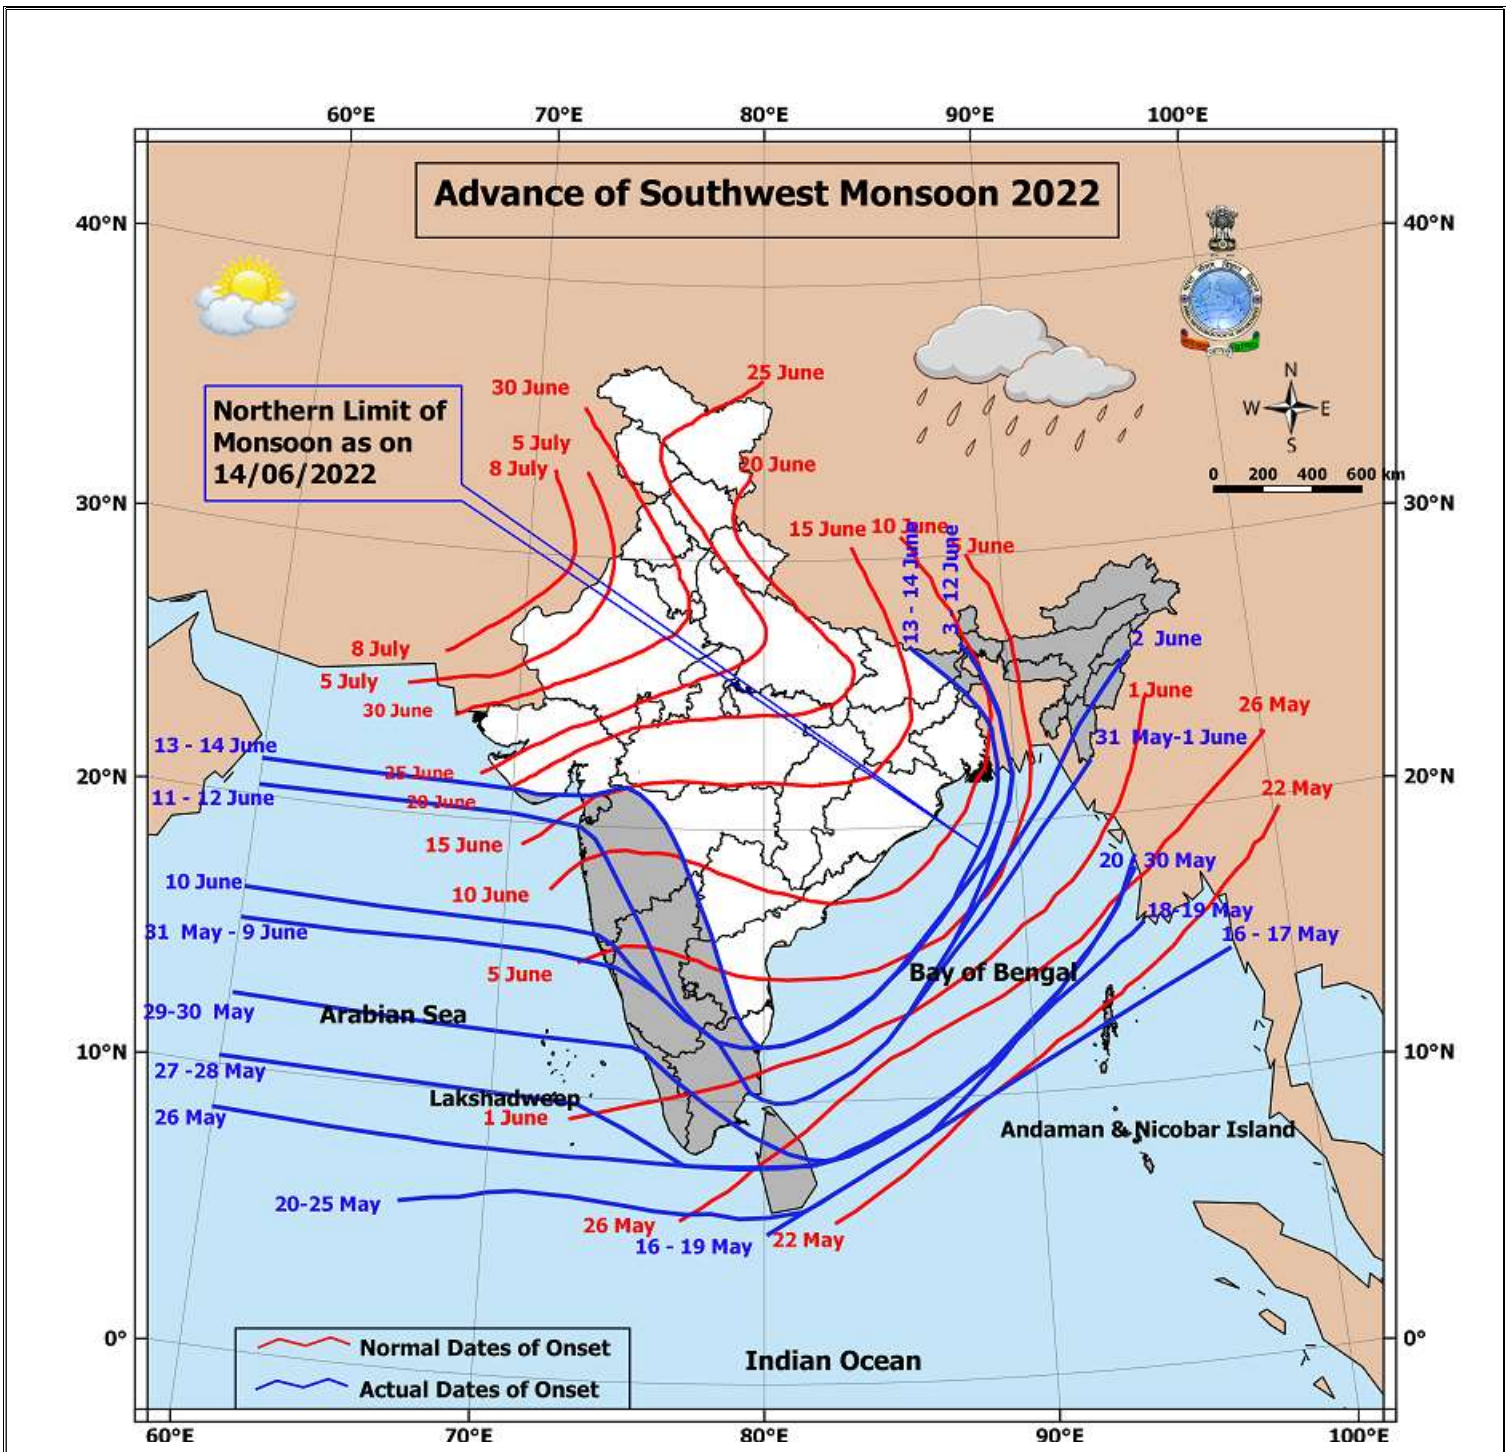 60°E 70°E 80°E 90°E 100°E
Advance of Southwest Monsoon 2022
40°N 40°N
N
W E
S
0 200 400 600 km
25 June
30 June
Northern Limit of
Monsoon as on
14/06/2022
5 July
8 July
20 June
30°N 30°N
15 June 10 June
5 June
13 - 14 June
3 - 12 June
2 June
8 July
5 July
30 June
1 June
26 May
31 May-1 June
13 - 14 June
25 June
20°N 20°N
22 May
11 - 12 June
20 June
15 June
20 - 30 May
10 June
10 June
18-19 May
31 May - 9 June
16 - 17 May
5 June
Bay of Bengal
29-30 May
Arabian Sea
10°N 10°N
27 -28 May
Lakshadweep
26 May
1 June
Andaman & Nicobar Island
20-25 May
26 May
22 May
16 - 19 May
0° 0°
Normal Dates of Onset
Indian Ocean
Actual Dates of Onset
60°E 70°E 80°E 90°E 100°E